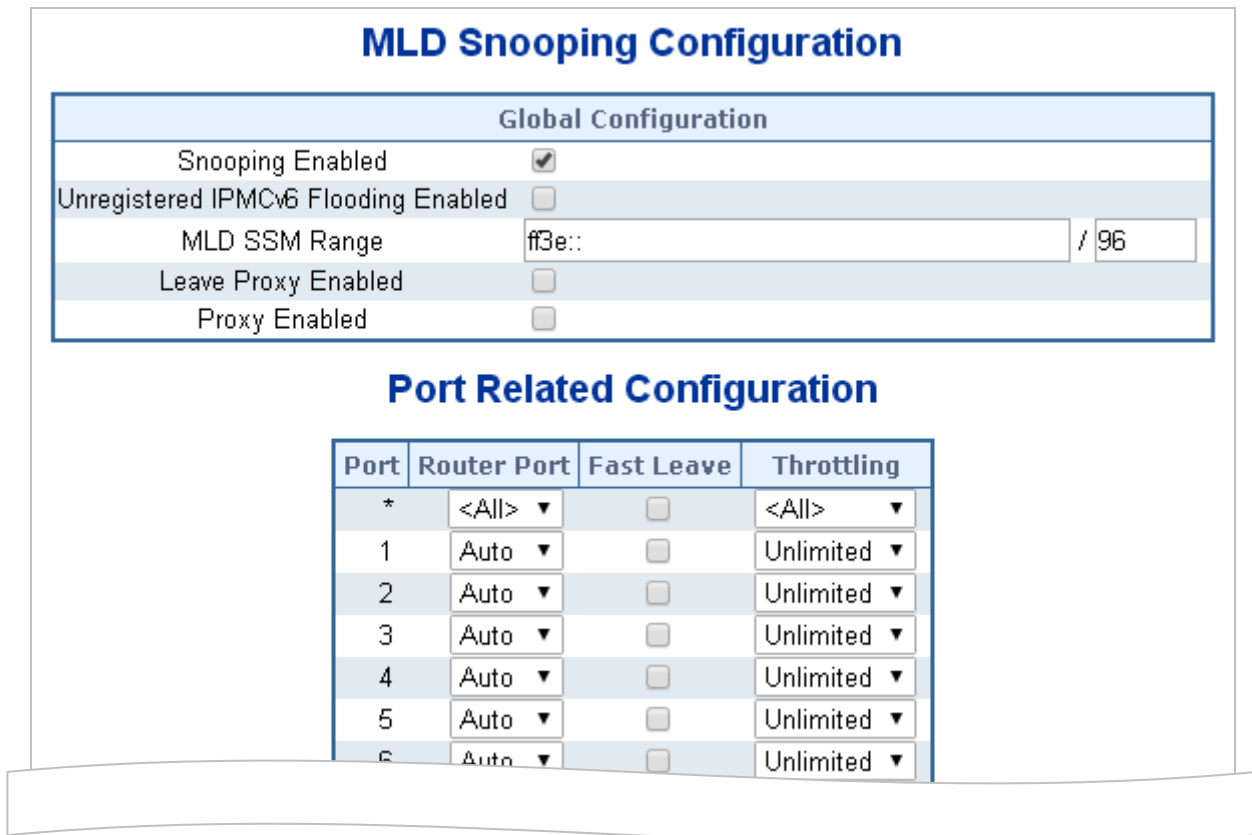 MLD Snooping Configuration
Global Configuration
Snooping Enabled
Unregistered IPMCv6 Flooding Enabled
MLD SSM Range ff3e:: / 96
Leave Proxy Enabled
Proxy Enabled
Port Related Configuration
Port Router Port Fast Leave Throttling
* <All> <All>
1 Auto Unlimited
2 Auto Unlimited
3 Auto Unlimited
4 Auto Unlimited
5 Auto Unlimited
6 Auto Unlimited